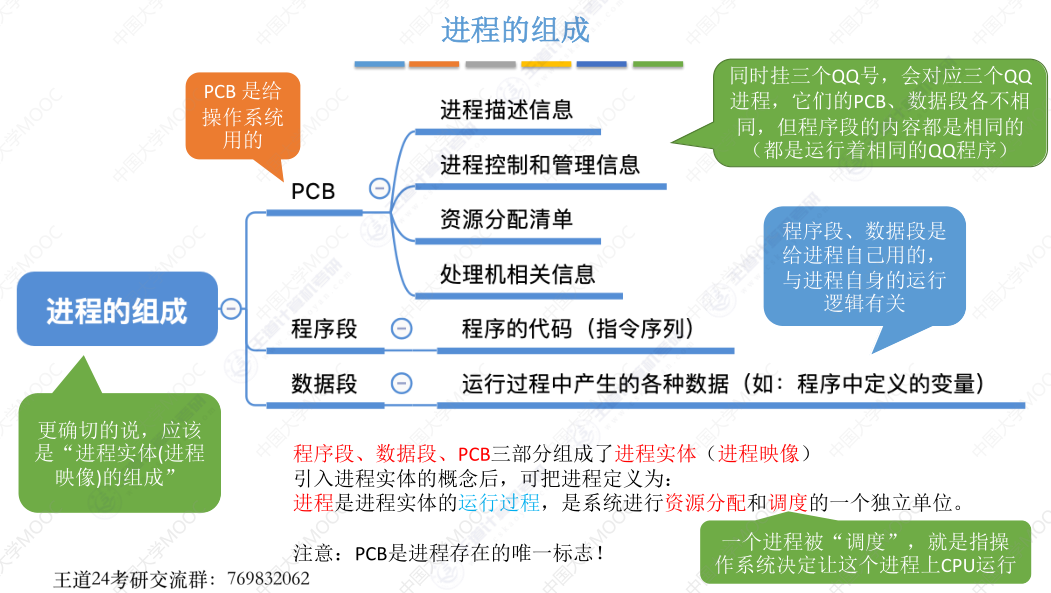 进程的组成
PCB 是给
操作系统
用的
同时挂三个QQ号，会对应三个QQ
进程，它们的PCB、数据段各不相
同，但程序段的内容都是相同的
（都是运行着相同的QQ程序）
进程描述信息
进程控制和管理信息
PCB
资源分配清单
处理机相关信息
程序段、数据段是
给进程自己用的，
与进程自身的运行
逻辑有关
进程的组成
程序段
程序的代码（指令序列）
数据段
运行过程中产生的各种数据（如：程序中定义的变量）
更确切的说，应该
是“进程实体(进程
映像)的组成”
程序段、数据段、PCB三部分组成了进程实体（进程映像）
引入进程实体的概念后，可把进程定义为：
进程是进程实体的运行过程，是系统进行资源分配和调度的一个独立单位。
注意：PCB是进程存在的唯一标志！
一个进程被“调度”，就是指操
作系统决定让这个进程上CPU运行
王道24考研交流群：769832062
中国大学MOOC